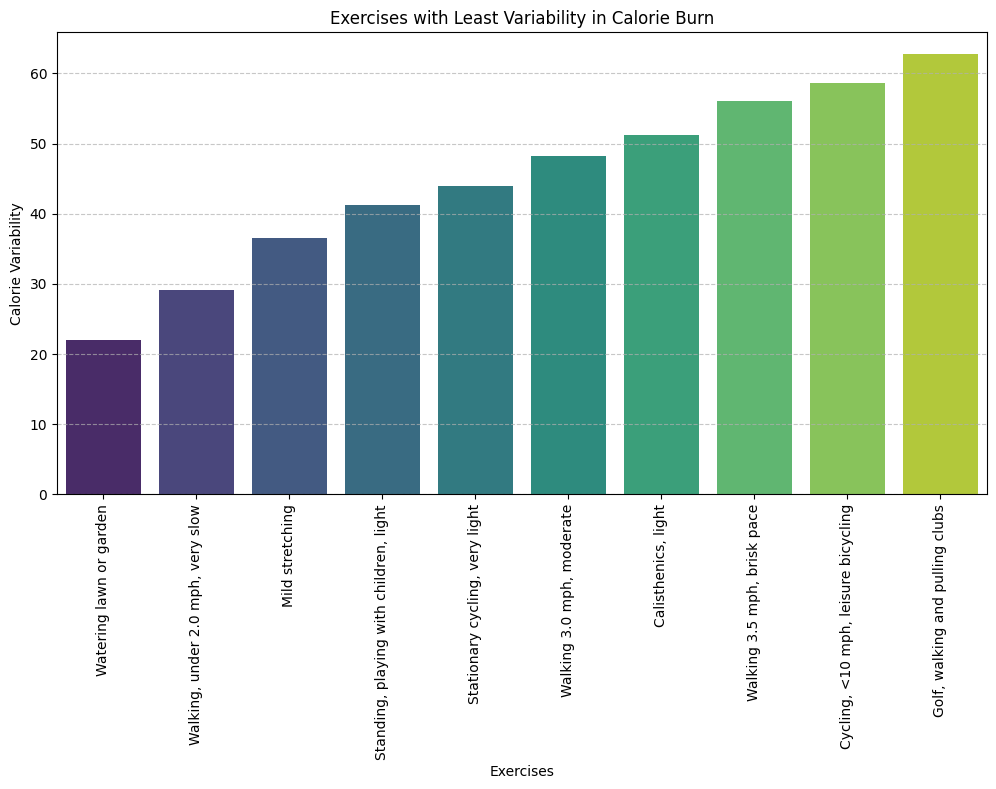 Exercises with Least Variability in Calorie Burn
Calorie Variability
60
50
40
30
20
10
0
Watering lawn or garden
Walking, under 2.0 mph, very slow
Mild stretching
Standing, playing with children, light
Stationary cycling, very light
Walking 3.0 mph, moderate
Calisthenics, light
Walking 3.5 mph, brisk pace
Cycling, <10 mph, leisure bicycling
Golf, walking and pulling clubs
Exercises